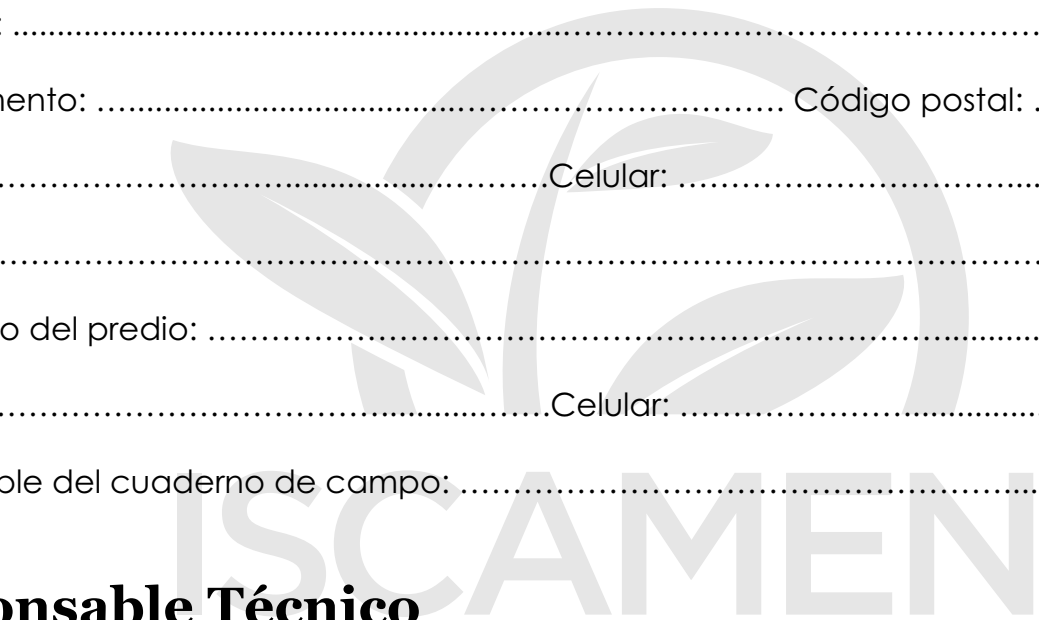 : ........................................................................
mento: ........................................................ Código postal: .
........................................Celular: ........................................
........................................................................
o del predio: ........................................................................
........................................Celular: ........................................
ble del cuaderno de campo: ........................................................
onsable Técnico
ISCAMEN